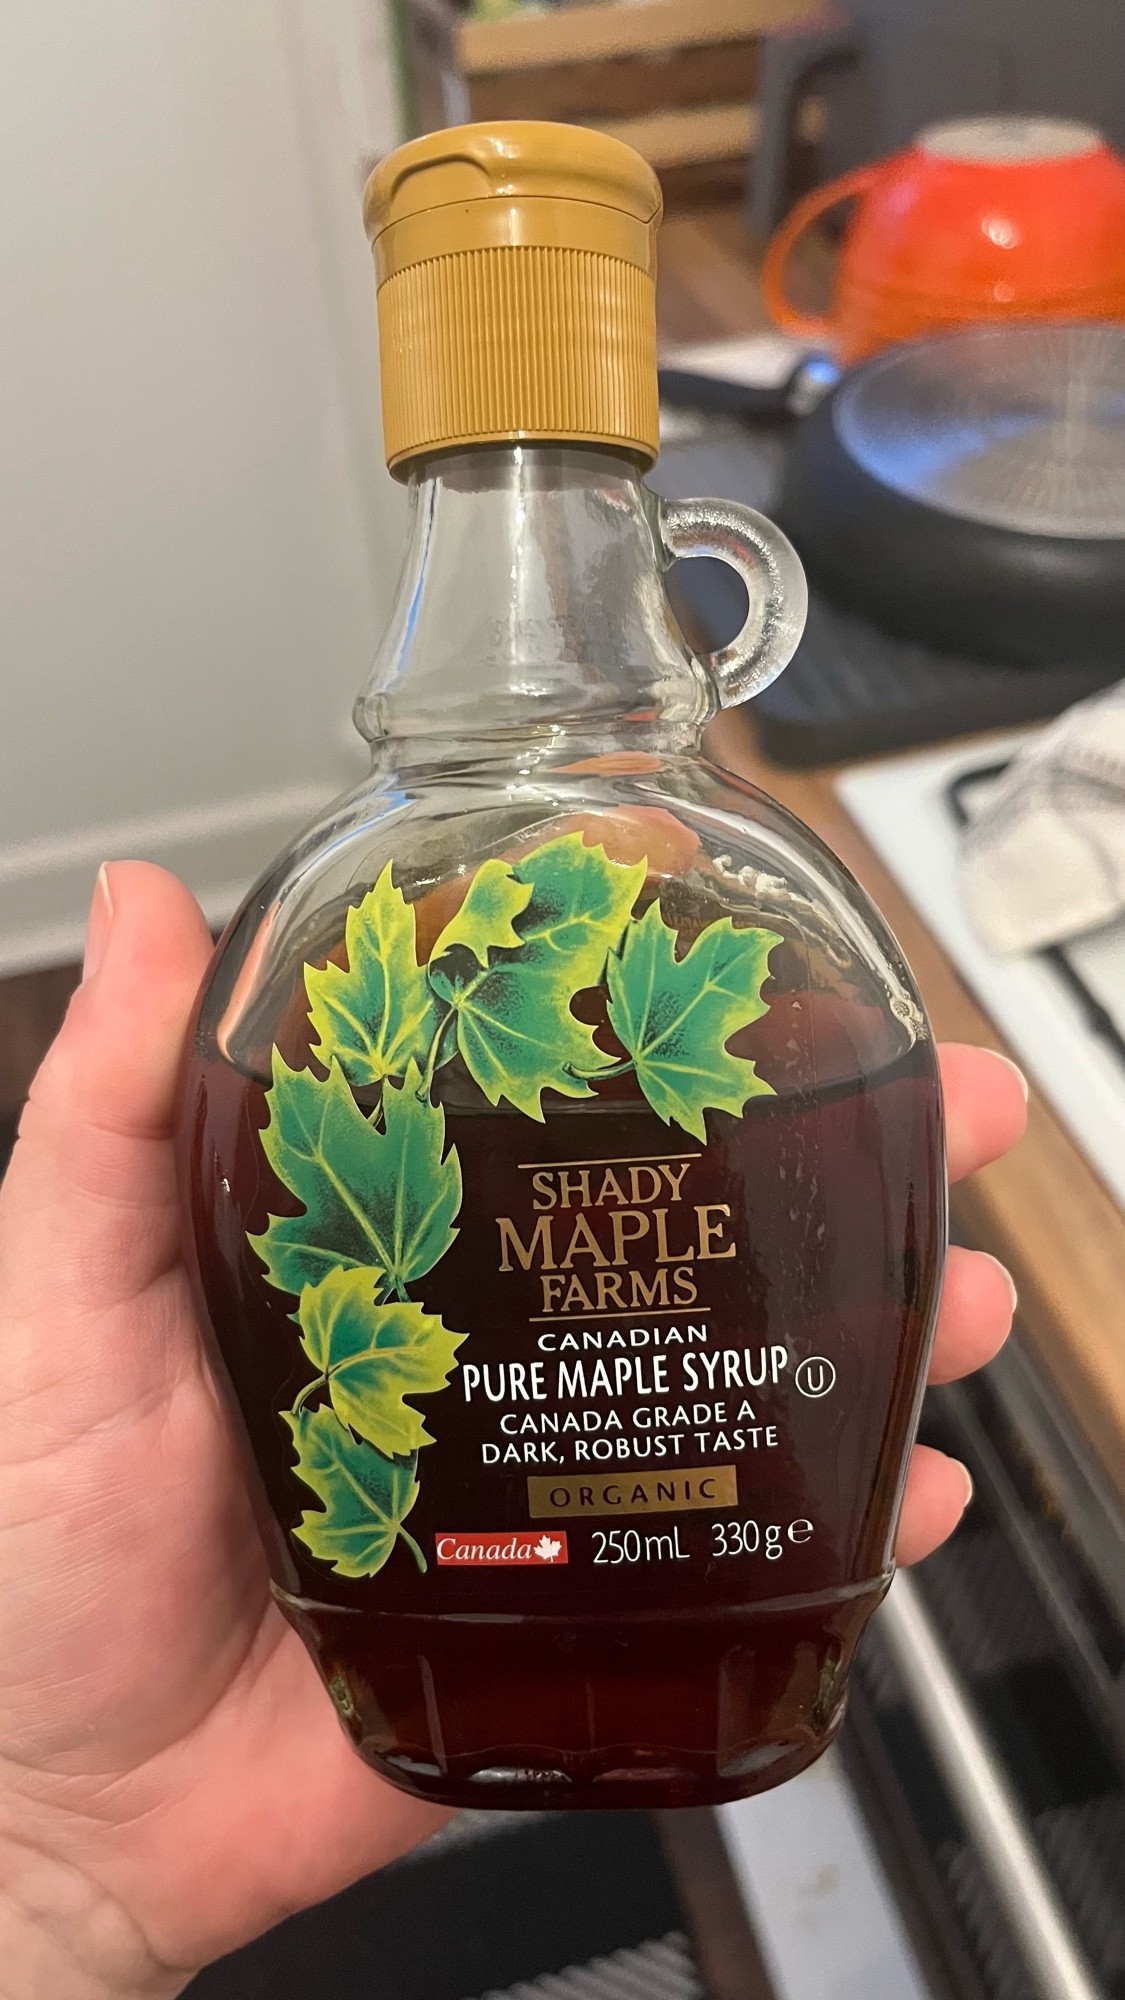 SHADY
MAPLE
FARMS
CANADIAN
PURE MAPLE SYRUP Ⓤ
CANADA GRADE A
DARK, ROBUST TASTE
ORGANIC
Canada 250mL 330g ℮